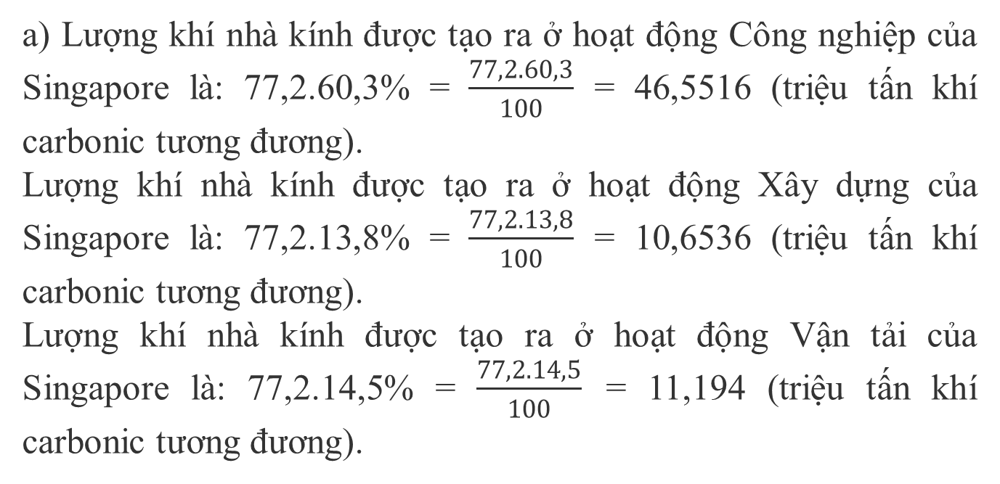 a) Lượng khí nhà kính được tạo ra ở hoạt động Công nghiệp của
Singapore là: 77,2.60,3% = \frac{77,2.60,3}{100} = 46,5516 (triệu tấn khí
carbonic tương đương).
Lượng khí nhà kính được tạo ra ở hoạt động Xây dựng của
Singapore là: 77,2.13,8% = \frac{77,2.13,8}{100} = 10,6536 (triệu tấn khí
carbonic tương đương).
Lượng khí nhà kính được tạo ra ở hoạt động Vận tải của
Singapore là: 77,2.14,5% = \frac{77,2.14,5}{100} = 11,194 (triệu tấn khí
carbonic tương đương).